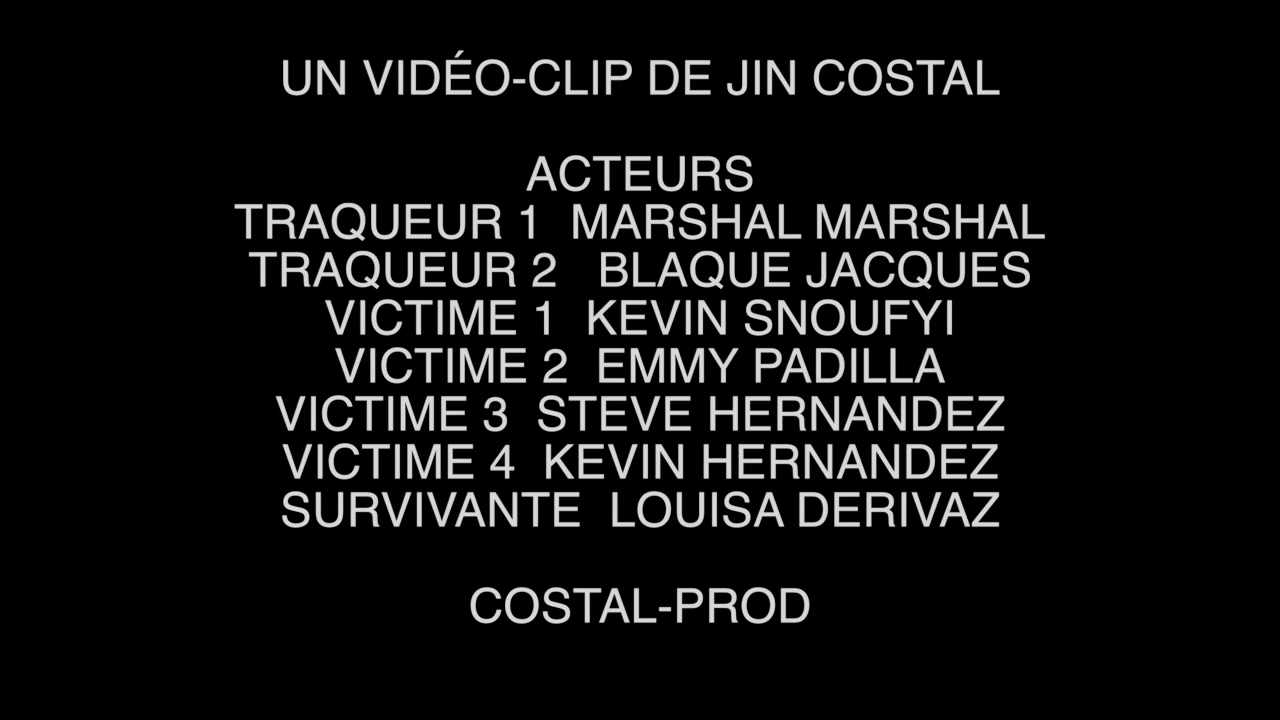 UN VIDÉO-CLIP DE JIN COSTAL
ACTEURS
TRAQUEUR 1 MARSHAL MARSHAL
TRAQUEUR 2 BLAQUE JACQUES
VICTIME 1 KEVIN SNOUFYI
VICTIME 2 EMMY PADILLA
VICTIME 3 STEVE HERNANDEZ
VICTIME 4 KEVIN HERNANDEZ
SURVIVANTE LOUISA DERIVAZ
COSTAL-PROD